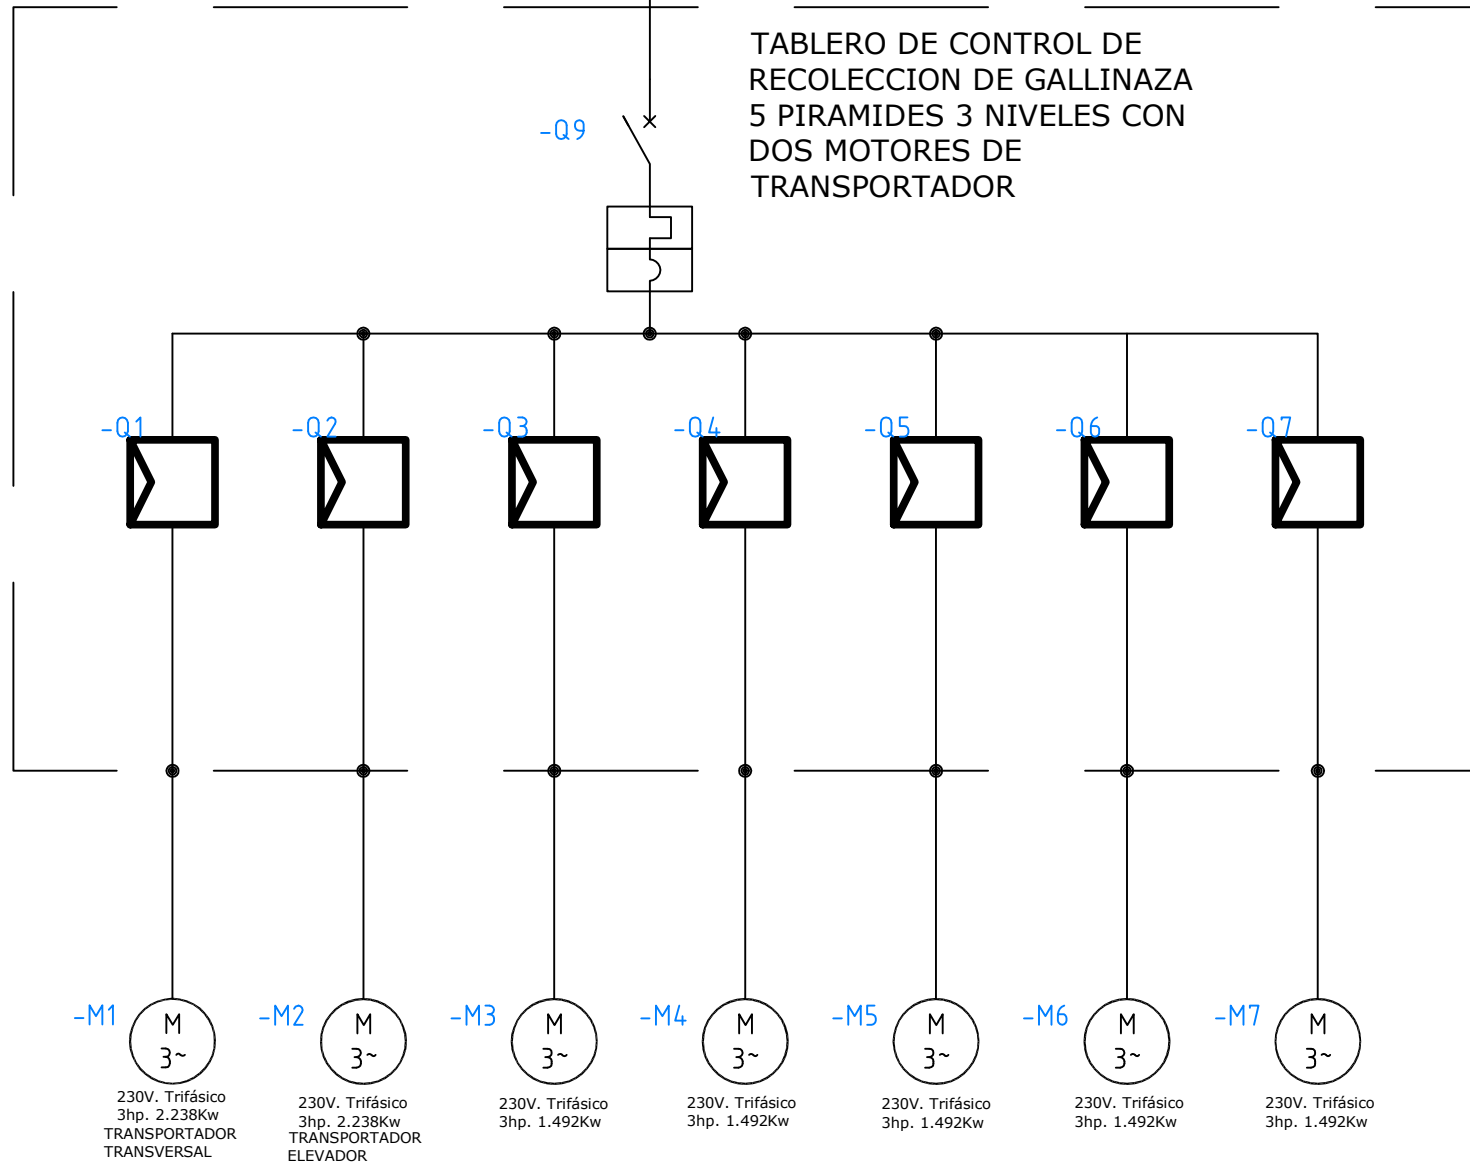 TABLERO DE CONTROL DE
RECOLECCION DE GALLINAZA
5 PIRAMIDES 3 NIVELES CON
DOS MOTORES DE
TRANSPORTADOR
-Q9
-Q1
-Q2
-Q3
-Q4
-Q5
-Q6
-Q7
-M1
M
3~
-M2
M
3~
-M3
M
3~
-M4
M
3~
-M5
M
3~
-M6
M
3~
-M7
M
3~
230V. Trifásico
3hp. 2.238Kw
TRANSPORTADOR
TRANSVERSAL
230V. Trifásico
3hp. 2.238Kw
TRANSPORTADOR
ELEVADOR
230V. Trifásico
3hp. 1.492Kw
230V. Trifásico
3hp. 1.492Kw
230V. Trifásico
3hp. 1.492Kw
230V. Trifásico
3hp. 1.492Kw
230V. Trifásico
3hp. 1.492Kw